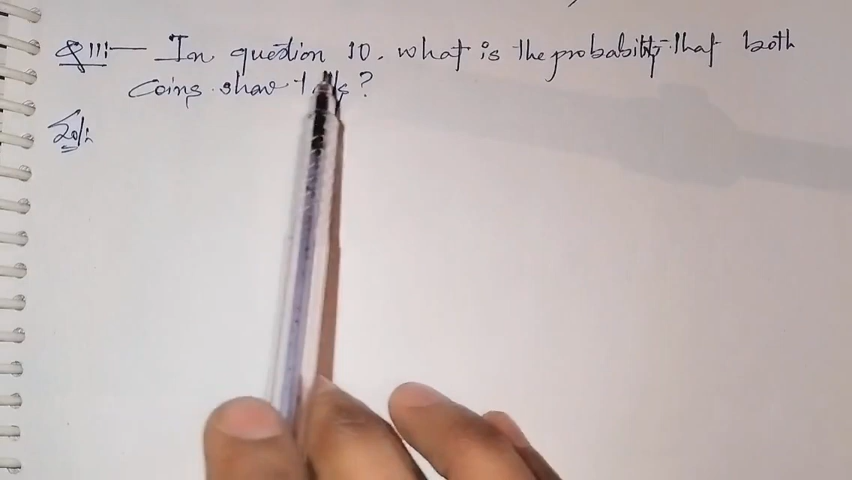 Q11:- In question 10. what is the probability that both
coins show ?
Sol: